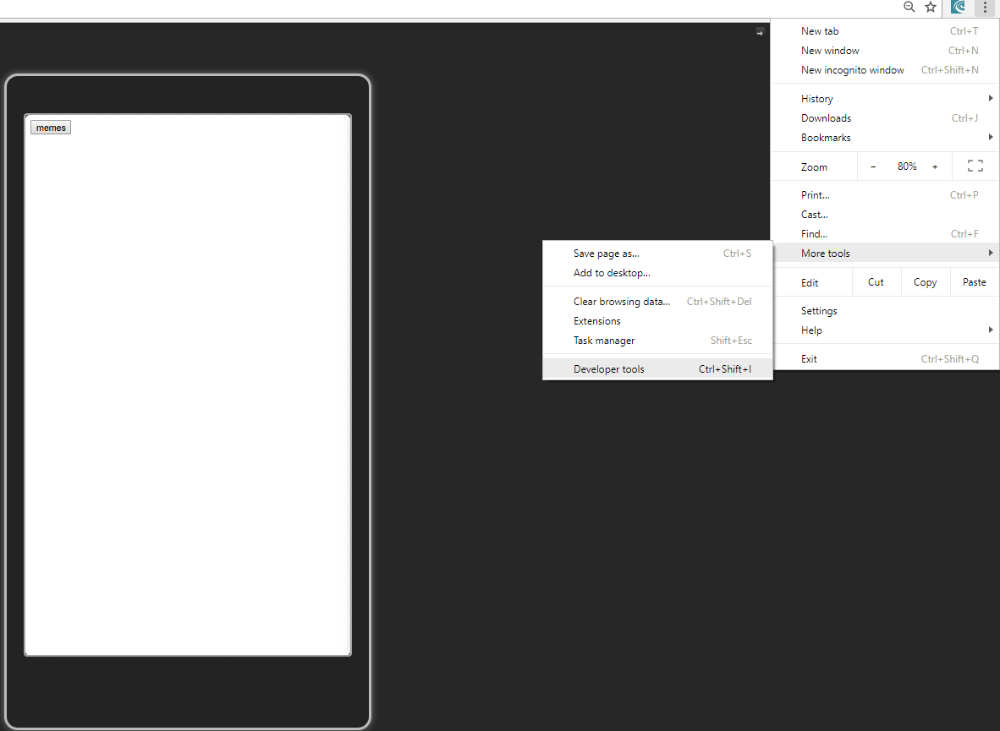 memes
New tab Ctrl+T
New window Ctrl+N
New incognito window Ctrl+Shift+N
History
Downloads Ctrl+J
Bookmarks
Zoom − 80% +
Print... Ctrl+P
Cast...
Find... Ctrl+F
More tools
Edit Cut Copy Paste
Settings
Help
Exit Ctrl+Shift+Q
Save page as... Ctrl+S
Add to desktop...
Clear browsing data... Ctrl+Shift+Del
Extensions
Task manager Shift+Esc
Developer tools Ctrl+Shift+I